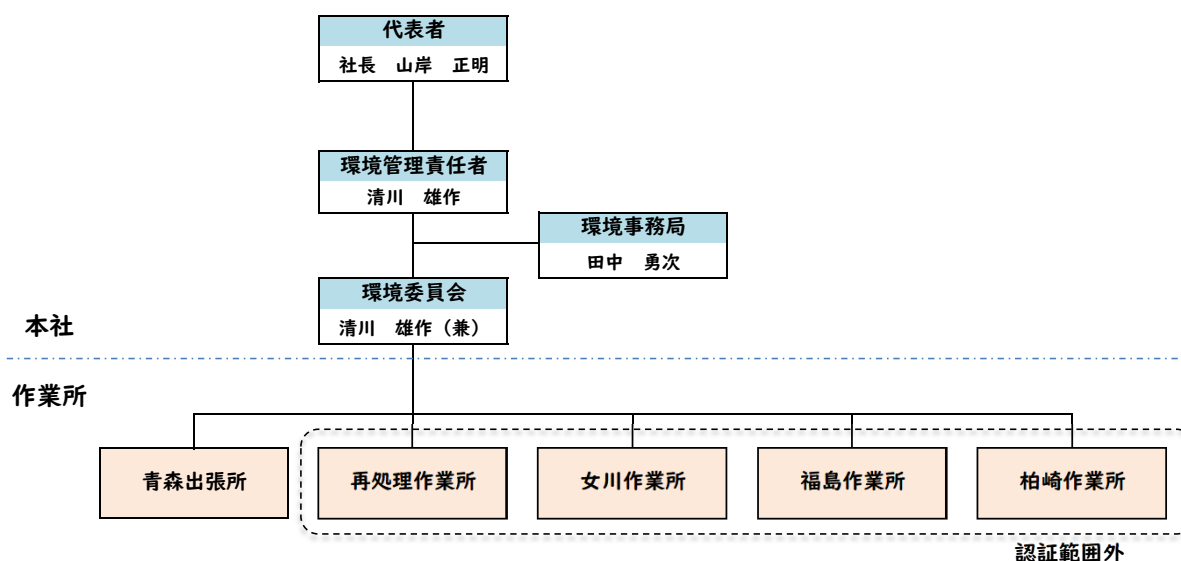 代表者
社長　山岸　正明
環境管理責任者
清川　雄作
環境事務局
田中　勇次
環境委員会
清川　雄作（兼）
本社
作業所
青森出張所
再処理作業所
女川作業所
福島作業所
柏崎作業所
認証範囲外